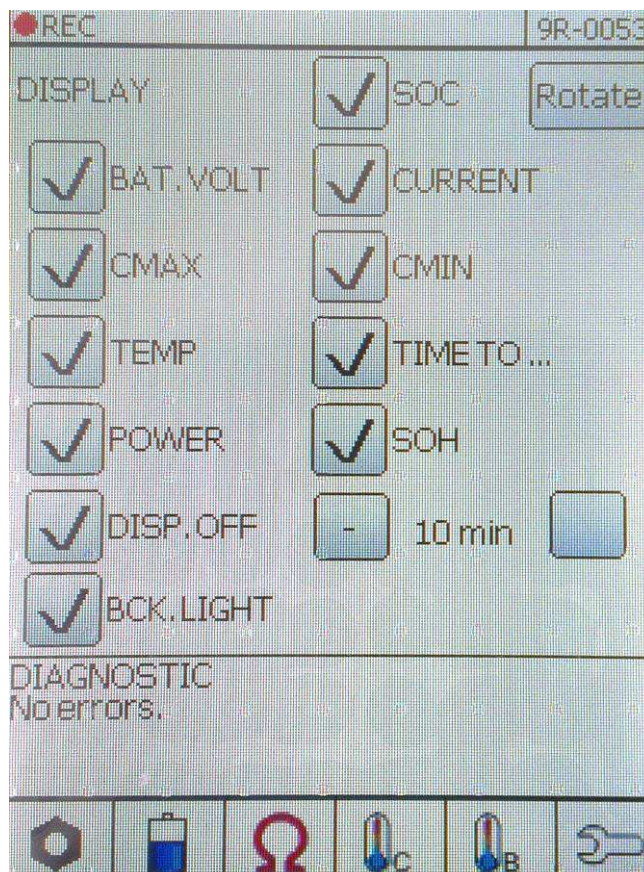 REC 9R-0053
DISPLAY SOC Rotate
BAT.VOLT CURRENT
CMAX CMIN
TEMP TIME TO ...
POWER SOH
DISP.OFF - 10 min
BCK.LIGHT
DIAGNOSTIC
No errors.
C B